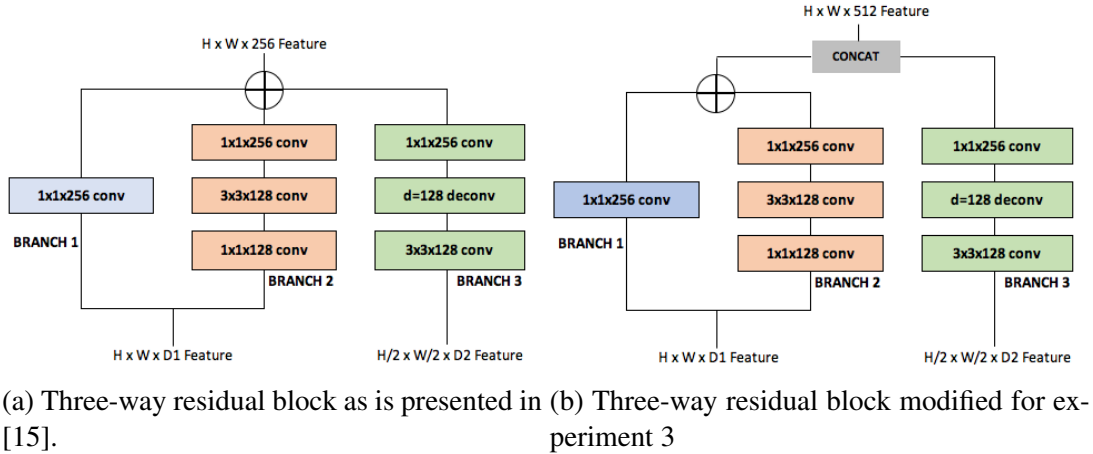 H x W x 256 Feature
1x1x256 conv
BRANCH 1
1x1x256 conv
3x3x128 conv
1x1x128 conv
BRANCH 2
1x1x256 conv
d=128 deconv
3x3x128 conv
BRANCH 3
H x W x D1 Feature
H/2 x W/2 x D2 Feature
(a) Three-way residual block as is presented in
[15].
H x W x 512 Feature
CONCAT
1x1x256 conv
BRANCH 1
1x1x256 conv
3x3x128 conv
1x1x128 conv
BRANCH 2
1x1x256 conv
d=128 deconv
3x3x128 conv
BRANCH 3
H x W x D1 Feature
H/2 x W/2 x D2 Feature
(b) Three-way residual block modified for ex-
periment 3